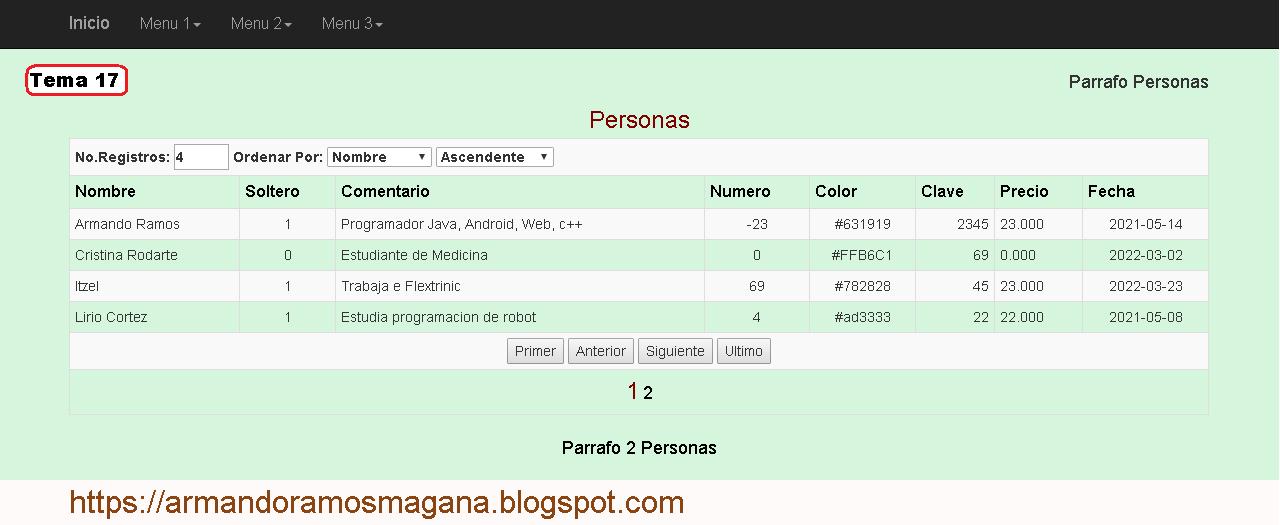 Inicio Menu 1 Menu 2 Menu 3
Tema 17
Parrafo Personas
Personas
No.Registros: 4 Ordenar Por: Nombre Ascendente
Nombre Soltero Comentario Numero Color Clave Precio Fecha
Armando Ramos 1 Programador Java, Android, Web, c++ -23 #631919 2345 23.000 2021-05-14
Cristina Rodarte 0 Estudiante de Medicina 0 #FFB6C1 69 0.000 2022-03-02
Itzel 1 Trabaja e Flextrinic 69 #782828 45 23.000 2022-03-23
Lirio Cortez 1 Estudia programacion de robot 4 #ad3333 22 22.000 2021-05-08
Primer Anterior Siguiente Ultimo
1 2
Parrafo 2 Personas
https://armandoramosmagana.blogspot.com